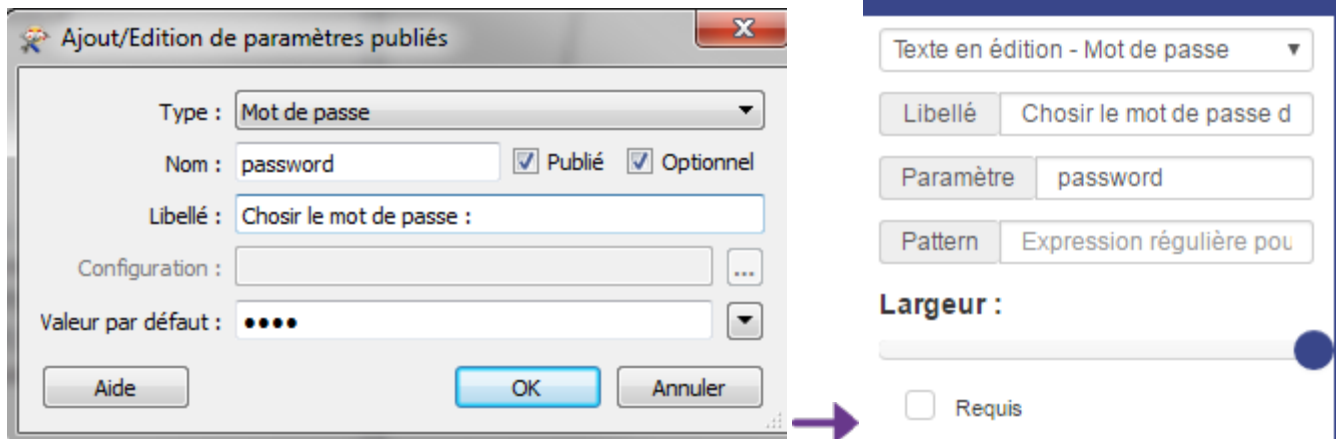 Ajout/Edition de paramètres publiés
Type : Mot de passe
Nom : password Publié Optionnel
Libellé : Chosir le mot de passe :
Configuration : ...
Valeur par défaut : ••••
Aide OK Annuler
Texte en édition - Mot de passe
Libellé Chosir le mot de passe d
Paramètre password
Pattern Expression régulière pou
Largeur :
Requis